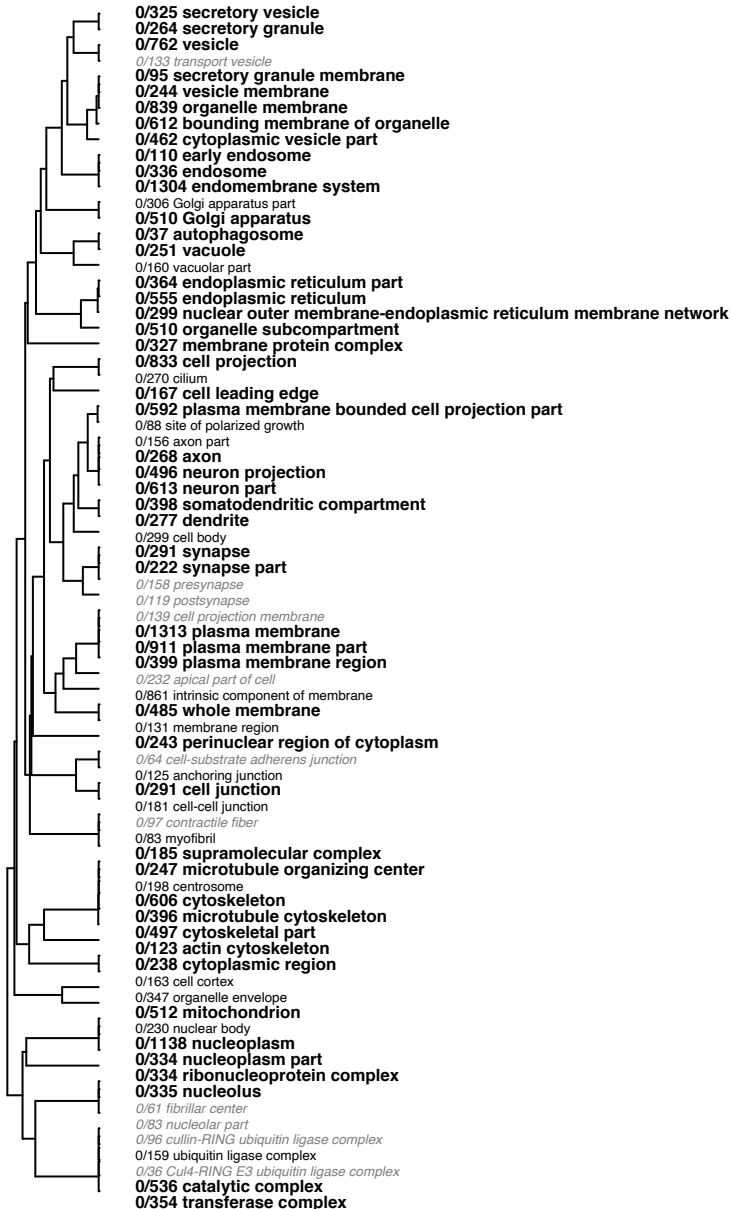 0/325 secretory vesicle
0/264 secretory granule
0/762 vesicle
0/133 transport vesicle
0/95 secretory granule membrane
0/244 vesicle membrane
0/839 organelle membrane
0/612 bounding membrane of organelle
0/462 cytoplasmic vesicle part
0/110 early endosome
0/336 endosome
0/1304 endomembrane system
0/306 Golgi apparatus part
0/510 Golgi apparatus
0/37 autophagosome
0/251 vacuole
0/160 vacuolar part
0/364 endoplasmic reticulum part
0/555 endoplasmic reticulum
0/299 nuclear outer membrane-endoplasmic reticulum membrane network
0/510 organelle subcompartment
0/327 membrane protein complex
0/833 cell projection
0/270 cilium
0/167 cell leading edge
0/592 plasma membrane bounded cell projection part
0/88 site of polarized growth
0/156 axon part
0/268 axon
0/496 neuron projection
0/613 neuron part
0/398 somatodendritic compartment
0/277 dendrite
0/299 cell body
0/291 synapse
0/222 synapse part
0/158 presynapse
0/119 postsynapse
0/139 cell projection membrane
0/1313 plasma membrane
0/911 plasma membrane part
0/399 plasma membrane region
0/232 apical part of cell
0/861 intrinsic component of membrane
0/485 whole membrane
0/131 membrane region
0/243 perinuclear region of cytoplasm
0/64 cell-substrate adherens junction
0/125 anchoring junction
0/291 cell junction
0/181 cell-cell junction
0/97 contractile fiber
0/83 myofibril
0/185 supramolecular complex
0/247 microtubule organizing center
0/198 centrosome
0/606 cytoskeleton
0/396 microtubule cytoskeleton
0/497 cytoskeletal part
0/123 actin cytoskeleton
0/238 cytoplasmic region
0/163 cell cortex
0/347 organelle envelope
0/512 mitochondrion
0/230 nuclear body
0/1138 nucleoplasm
0/334 nucleoplasm part
0/334 ribonucleoprotein complex
0/335 nucleolus
0/61 fibrillar center
0/83 nucleolar part
0/96 cullin-RING ubiquitin ligase complex
0/159 ubiquitin ligase complex
0/36 Cul4-RING E3 ubiquitin ligase complex
0/536 catalytic complex
0/354 transferase complex